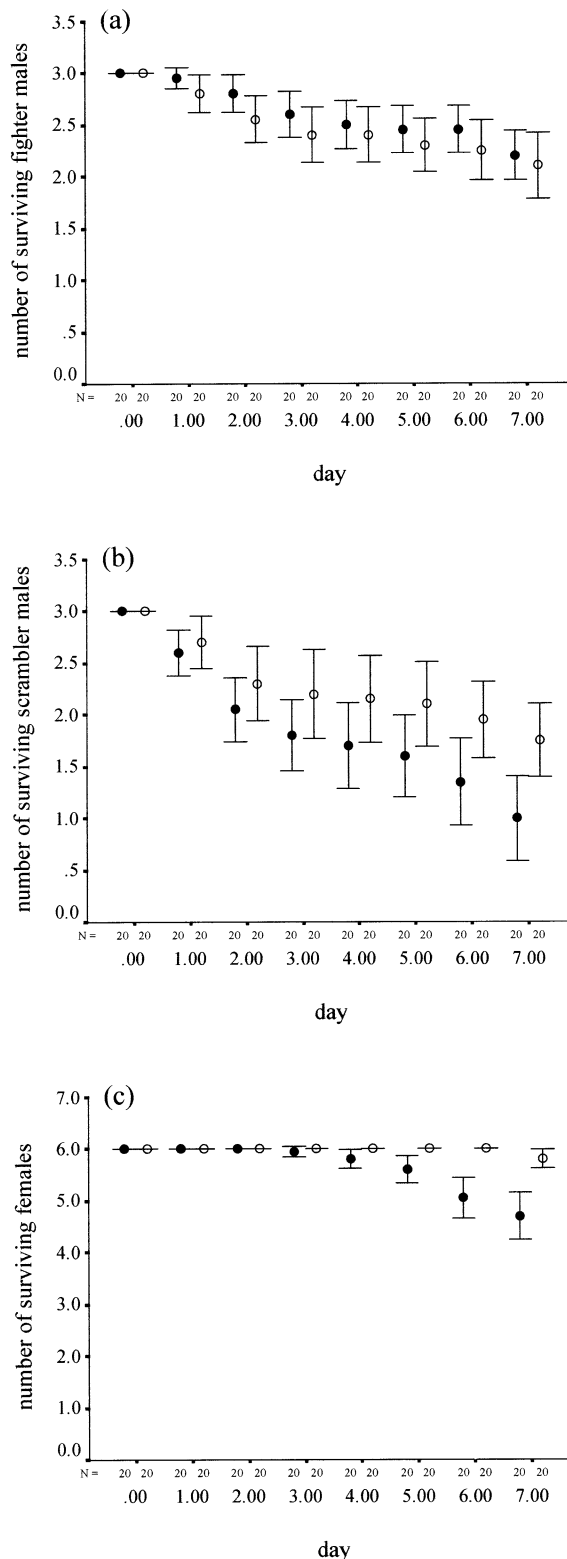 (a)
number of surviving fighter males
3.5
3.0
2.5
2.0
1.5
1.0
.5
0.0
N = 20 20 20 20 20 20 20 20 20 20 20 20 20 20 20 20
.00 1.00 2.00 3.00 4.00 5.00 6.00 7.00
day
(b)
number of surviving scrambler males
3.5
3.0
2.5
2.0
1.5
1.0
.5
0.0
N = 20 20 20 20 20 20 20 20 20 20 20 20 20 20 20 20
.00 1.00 2.00 3.00 4.00 5.00 6.00 7.00
day
(c)
number of surviving females
7.0
6.0
5.0
4.0
3.0
2.0
1.0
0.0
N = 20 20 20 20 20 20 20 20 20 20 20 20 20 20 20 20
.00 1.00 2.00 3.00 4.00 5.00 6.00 7.00
day